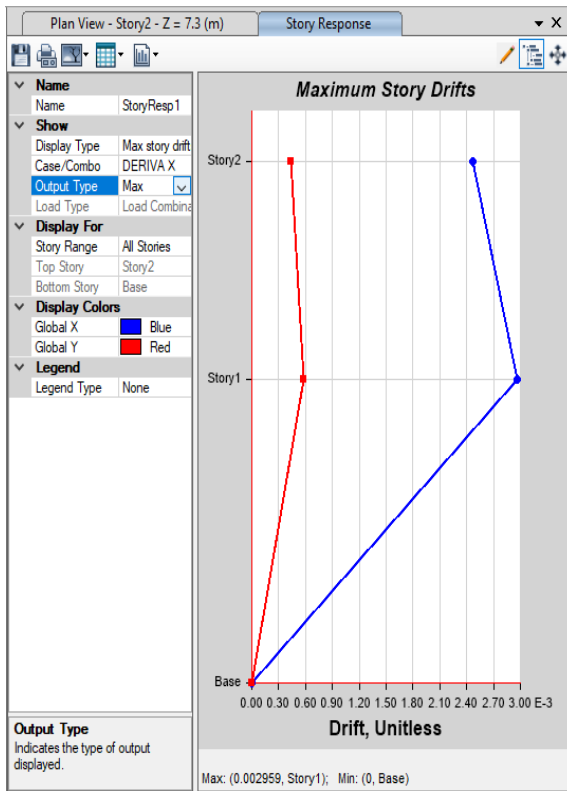 Plan View - Story2 - Z = 7.3 (m)
Story Response
X
Name
Name StoryResp1
Show
Display Type Max story drift
Case/Combo DERIVA X
Output Type Max
Load Type Load Combina
Display For
Story Range All Stories
Top Story Story2
Bottom Story Base
Display Colors
Global X Blue
Global Y Red
Legend
Legend Type None
Output Type
Indicates the type of output
displayed.
Maximum Story Drifts
Story2
Story1
Base
0.00 0.30 0.60 0.90 1.20 1.50 1.80 2.10 2.40 2.70 3.00 E-3
Drift, Unitless
Max: (0.002959, Story1); Min: (0, Base)